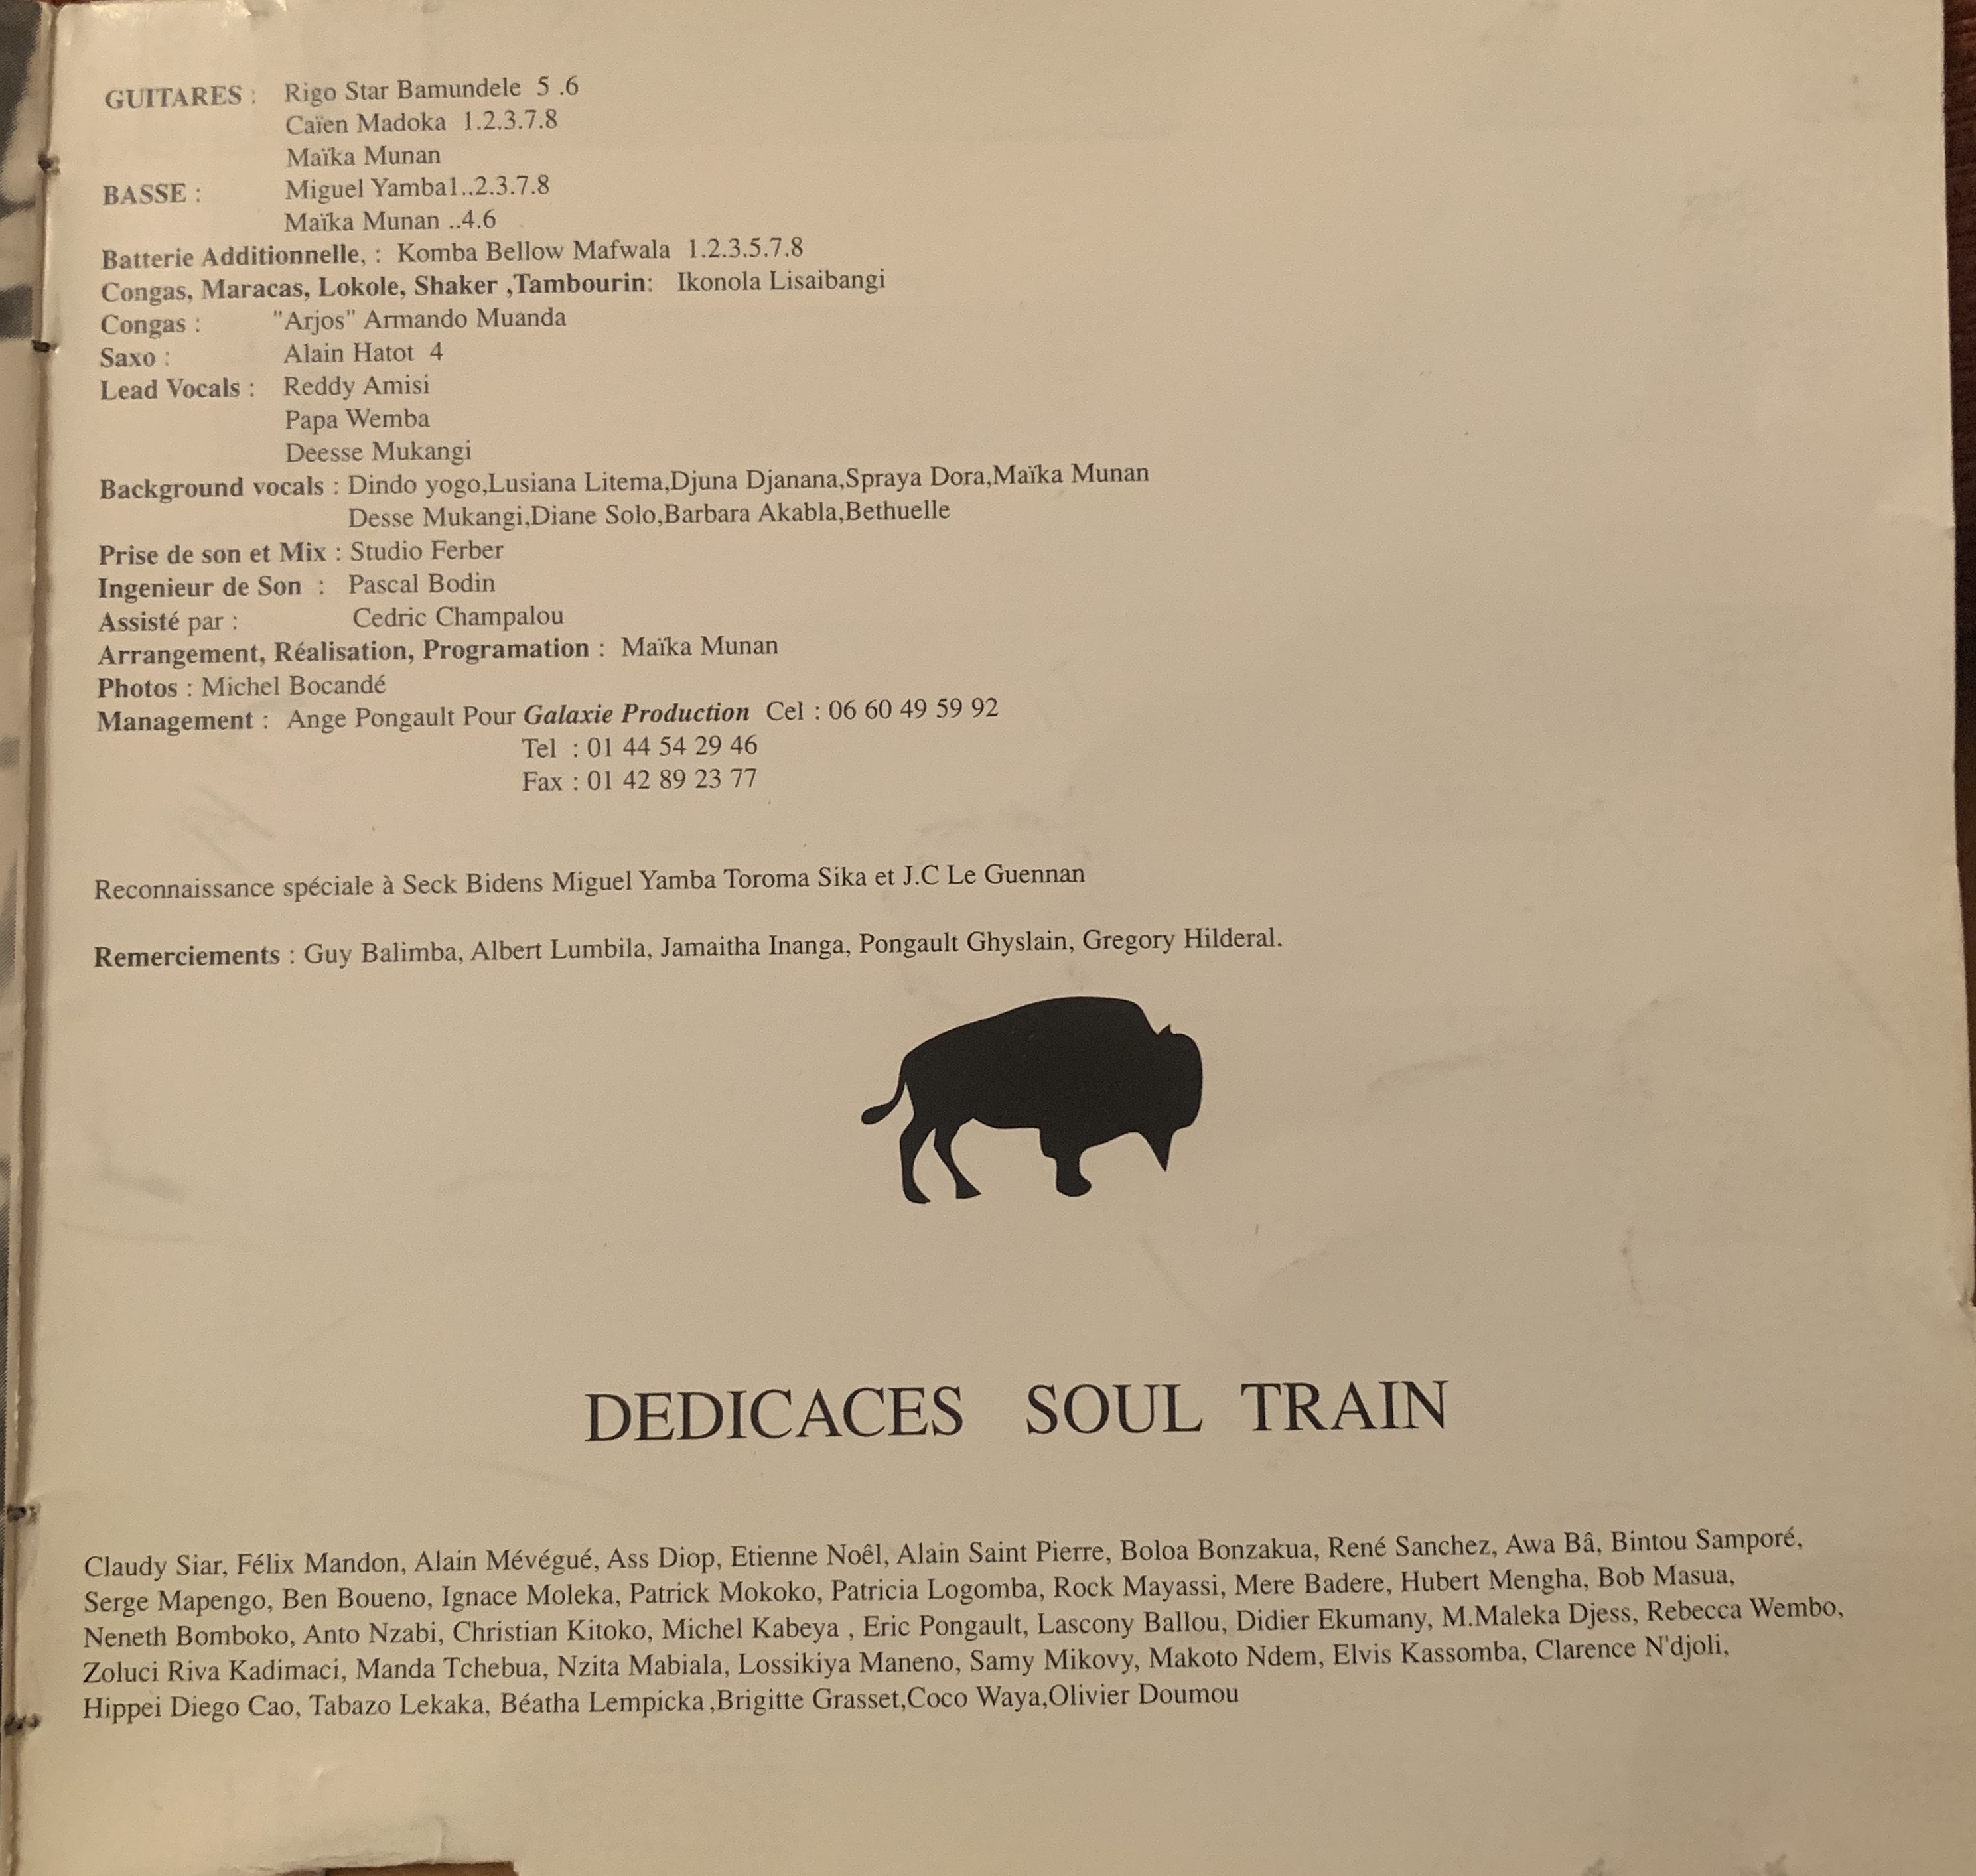 GUITARES : Rigo Star Bamundele 5 .6
Caïen Madoka 1.2.3.7.8
Maïka Munan
BASSE : Miguel Yamba1..2.3.7.8
Maïka Munan ..4.6
Batterie Additionnelle, : Komba Bellow Mafwala 1.2.3.5.7.8
Congas, Maracas, Lokole, Shaker ,Tambourin: Ikonola Lisaibangi
Congas : "Arjos" Armando Muanda
Saxo : Alain Hatot 4
Lead Vocals : Reddy Amisi
Papa Wemba
Deesse Mukangi
Background vocals : Dindo yogo,Lusiana Litema,Djuna Djanana,Spraya Dora,Maïka Munan
Desse Mukangi,Diane Solo,Barbara Akabla,Bethuelle
Prise de son et Mix : Studio Ferber
Ingenieur de Son : Pascal Bodin
Assisté par : Cedric Champalou
Arrangement, Réalisation, Programation : Maïka Munan
Photos : Michel Bocandé
Management : Ange Pongault Pour Galaxie Production Cel : 06 60 49 59 92
Tel : 01 44 54 29 46
Fax : 01 42 89 23 77
Reconnaissance spéciale à Seck Bidens Miguel Yamba Toroma Sika et J.C Le Guennan
Remerciements : Guy Balimba, Albert Lumbila, Jamaitha Inanga, Pongault Ghyslain, Gregory Hilderal.
DEDICACES SOUL TRAIN
Claudy Siar, Félix Mandon, Alain Mévégué, Ass Diop, Etienne Noêl, Alain Saint Pierre, Boloa Bonzakua, René Sanchez, Awa Bâ, Bintou Samporé,
Serge Mapengo, Ben Boueno, Ignace Moleka, Patrick Mokoko, Patricia Logomba, Rock Mayassi, Mere Badere, Hubert Mengha, Bob Masua,
Neneth Bomboko, Anto Nzabi, Christian Kitoko, Michel Kabeya , Eric Pongault, Lascony Ballou, Didier Ekumany, M.Maleka Djess, Rebecca Wembo,
Zoluci Riva Kadimaci, Manda Tchebua, Nzita Mabiala, Lossikiya Maneno, Samy Mikovy, Makoto Ndem, Elvis Kassomba, Clarence N'djoli,
Hippei Diego Cao, Tabazo Lekaka, Béatha Lempicka ,Brigitte Grasset,Coco Waya,Olivier Doumou